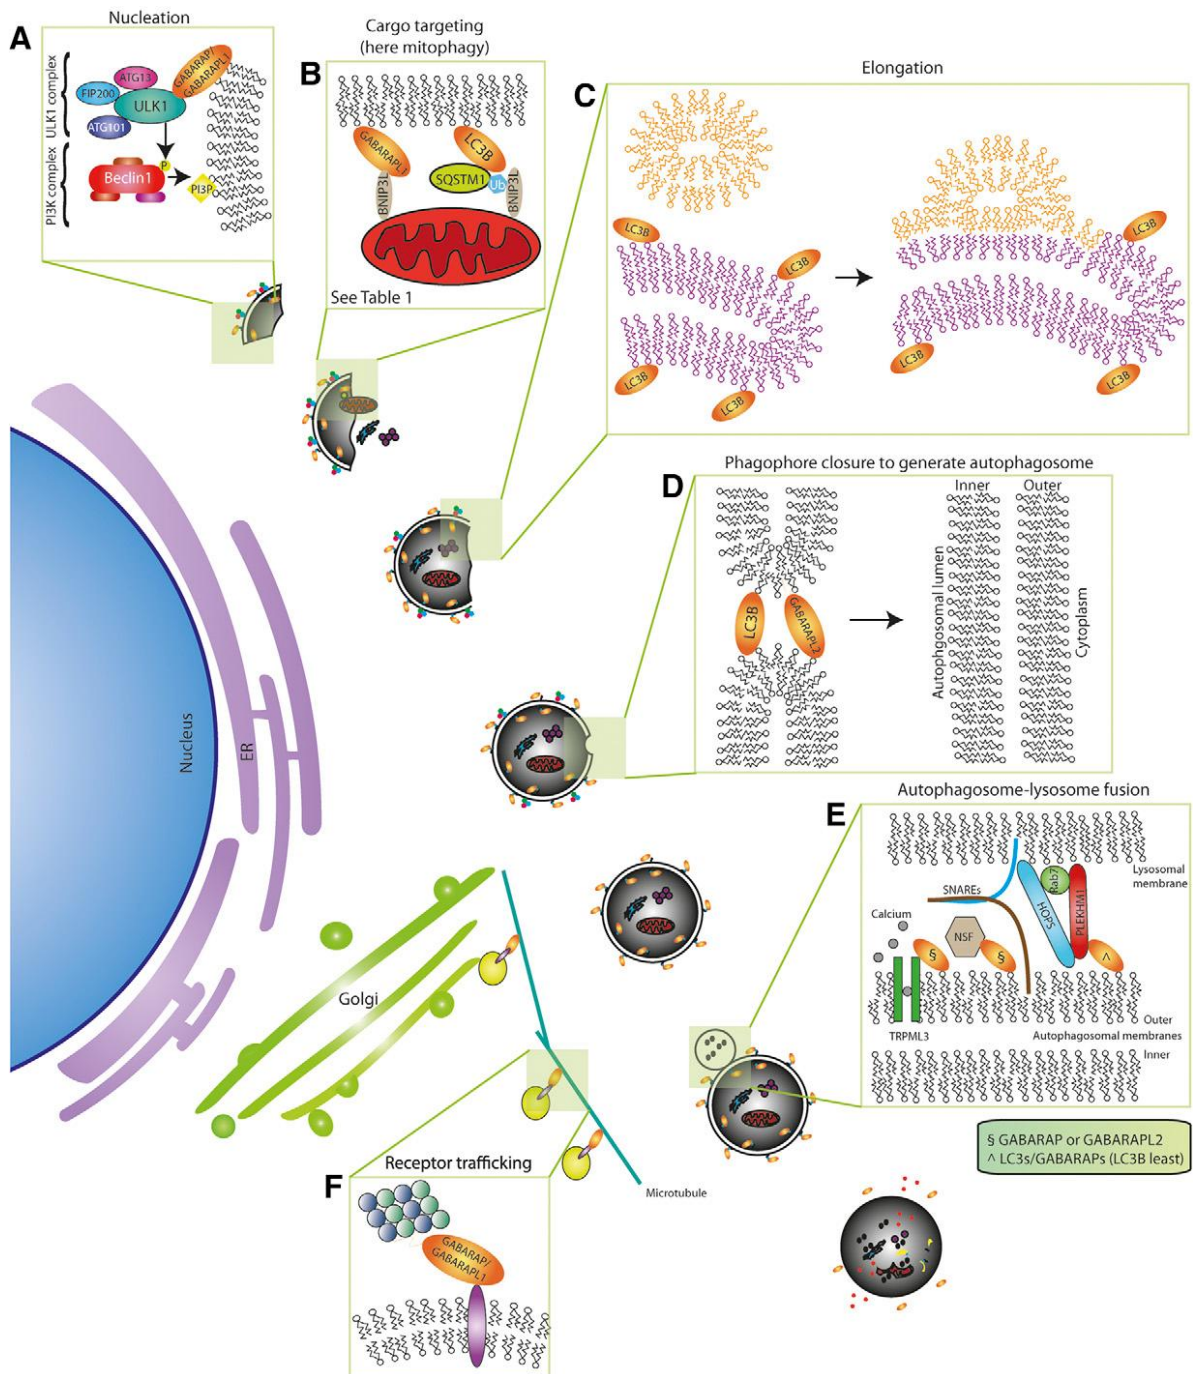 Nucleation
A
ULK1 complex
PI3K complex
GABARAP/
GABARAPL1
ATG13
FIP200
ULK1
ATG101
P
Beclin1
PI3P
Cargo targeting
(here mitophagy)
B
GABARAPL1
LC3B
SQSTM1
Ub
BNIP3L
BNIP3L
See Table 1
Elongation
C
LC3B
LC3B
LC3B
LC3B
LC3B
LC3B
LC3B
Phagophore closure to generate autophagosome
D
LC3B
GABARAPL2
Inner
Outer
Autophgosomal lumen
Cytoplasm
Nucleus
ER
Golgi
Microtubule
Autophagosome-lysosome fusion
E
Lysosomal
membrane
SNAREs
HOPS
Rab7
PLEKHM1
Calcium
NSF
§
§
^
TRPML3
Outer
Autophagosomal membranes
Inner
§ GABARAP or GABARAPL2
^ LC3s/GABARAPs (LC3B least)
Receptor trafficking
F
GABARAP/
GABARAPL1